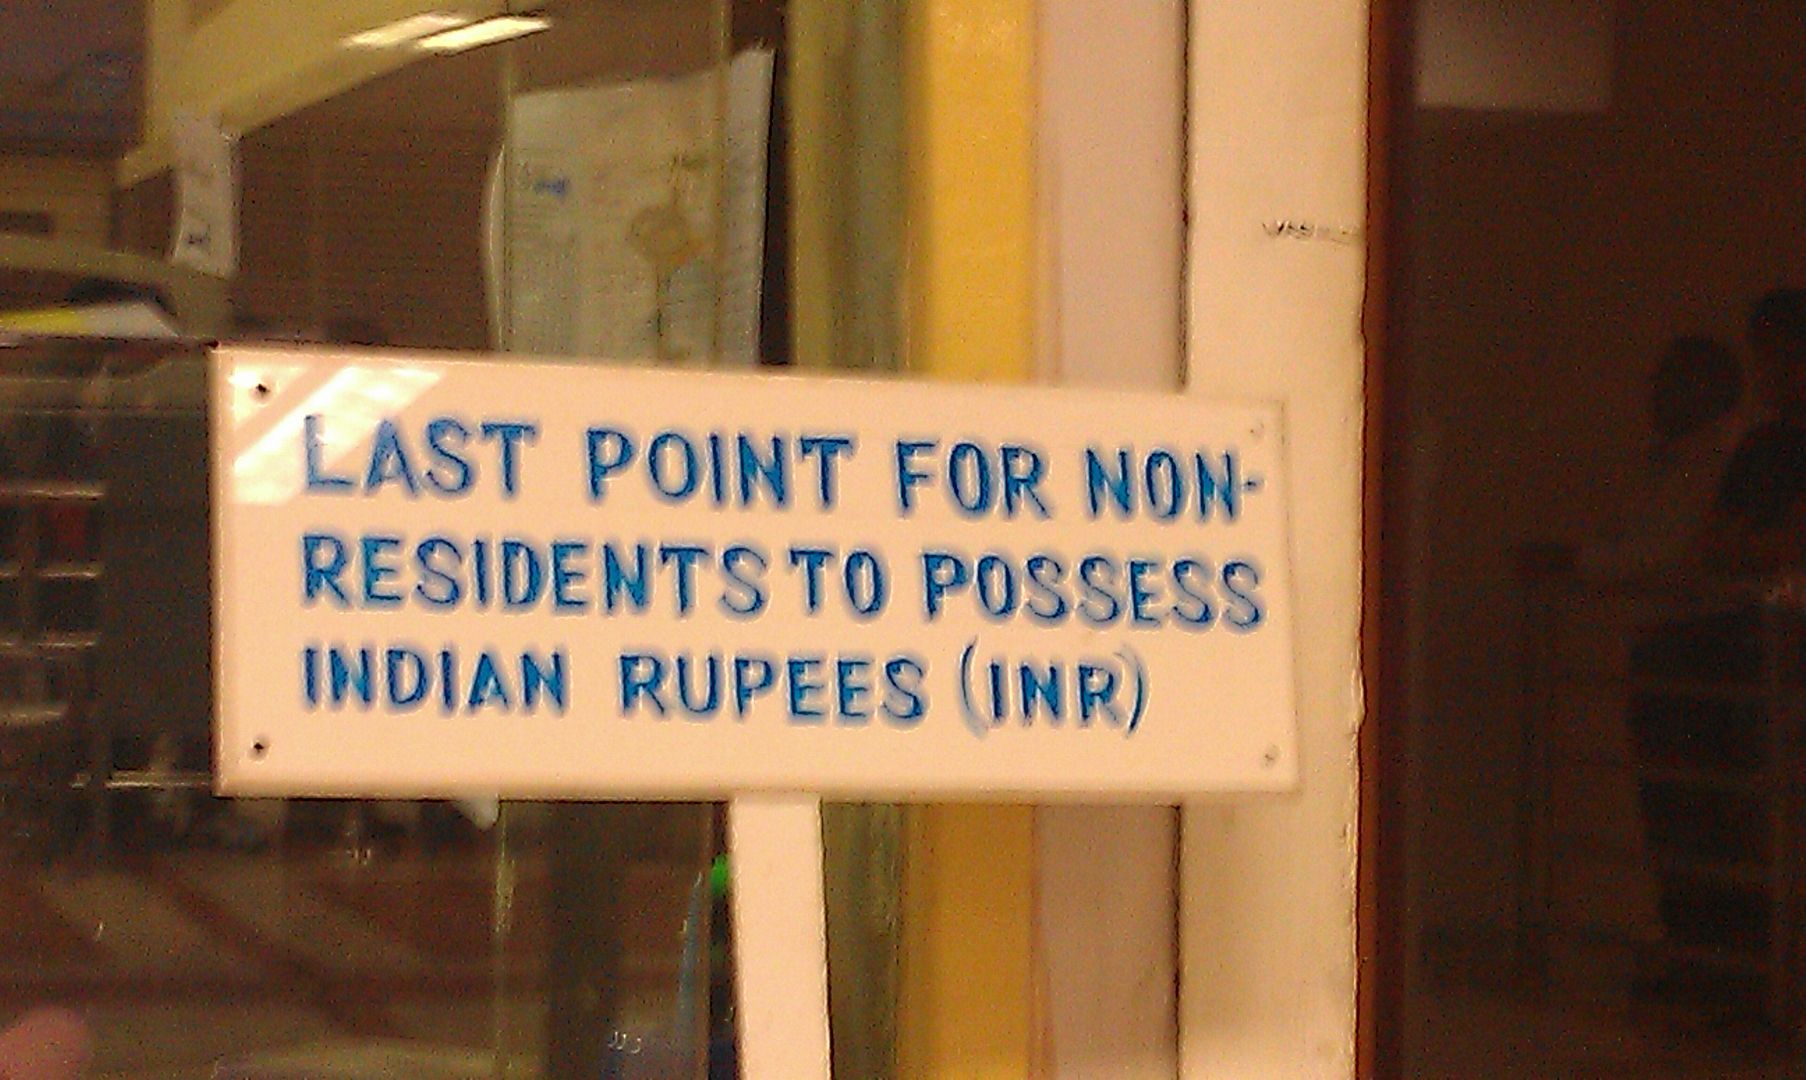 LAST POINT FOR NON-
RESIDENTS TO POSSESS
INDIAN RUPEES (INR)